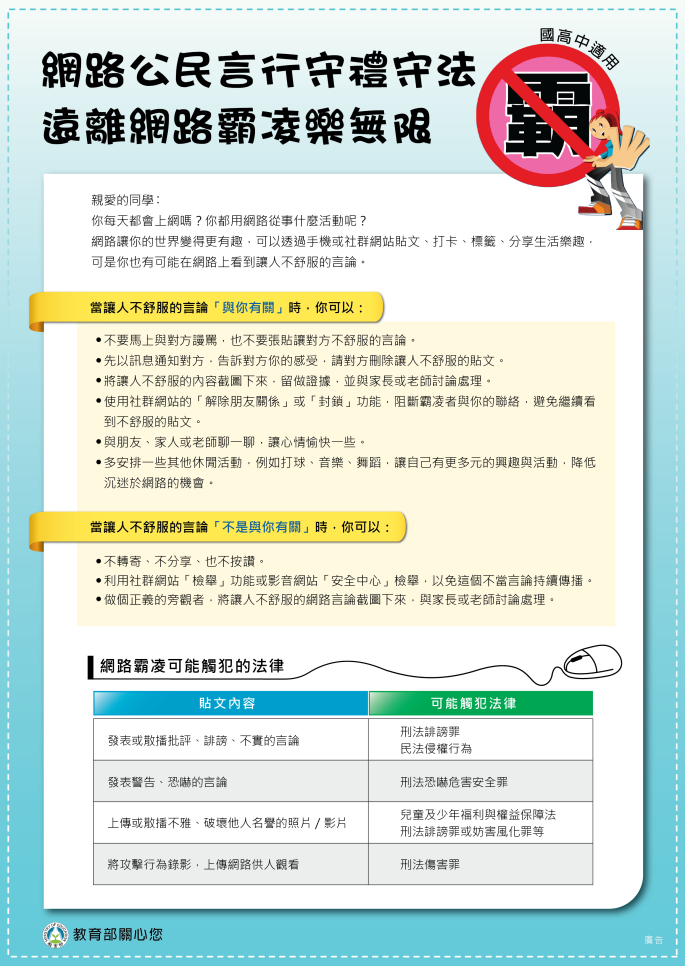 國高中適用
網路公民言行守禮守法
遠離網路霸凌樂無限
霸
親愛的同學：
你每天都會上網嗎？你都用網路從事什麼活動呢？
網路讓你的世界變得更有趣，可以透過手機或社群網站貼文、打卡、標籤、分享生活樂趣，
可是你也有可能在網路上看到讓人不舒服的言論。
當讓人不舒服的言論「與你有關」時，你可以：
●不要馬上與對方謾罵，也不要張貼讓對方不舒服的言論。
●先以訊息通知對方，告訴對方你的感受，請對方刪除讓人不舒服的貼文。
●將讓人不舒服的內容截圖下來，留做證據，並與家長或老師討論處理。
●使用社群網站的「解除朋友關係」或「封鎖」功能，阻斷霸凌者與你的聯絡，避免繼續看
到不舒服的貼文。
●與朋友、家人或老師聊一聊，讓心情愉快一些。
●多安排一些其他休閒活動，例如打球、音樂、舞蹈，讓自己有更多元的興趣與活動，降低
沉迷於網路的機會。
當讓人不舒服的言論「不是與你有關」時，你可以：
●不轉寄、不分享、也不按讚。
●利用社群網站「檢舉」功能或影音網站「安全中心」檢舉，以免這個不當言論持續傳播。
●做個正義的旁觀者，將讓人不舒服的網路言論截圖下來，與家長或老師討論處理。
網路霸凌可能觸犯的法律
貼文內容 可能觸犯法律
發表或散播批評、誹謗、不實的言論
刑法誹謗罪
民法侵權行為
發表警告、恐嚇的言論 刑法恐嚇危害安全罪
上傳或散播不雅、破壞他人名譽的照片 / 影片
兒童及少年福利與權益保障法
刑法誹謗罪或妨害風化罪等
將攻擊行為錄影，上傳網路供人觀看 刑法傷害罪
教育部關心您
廣告